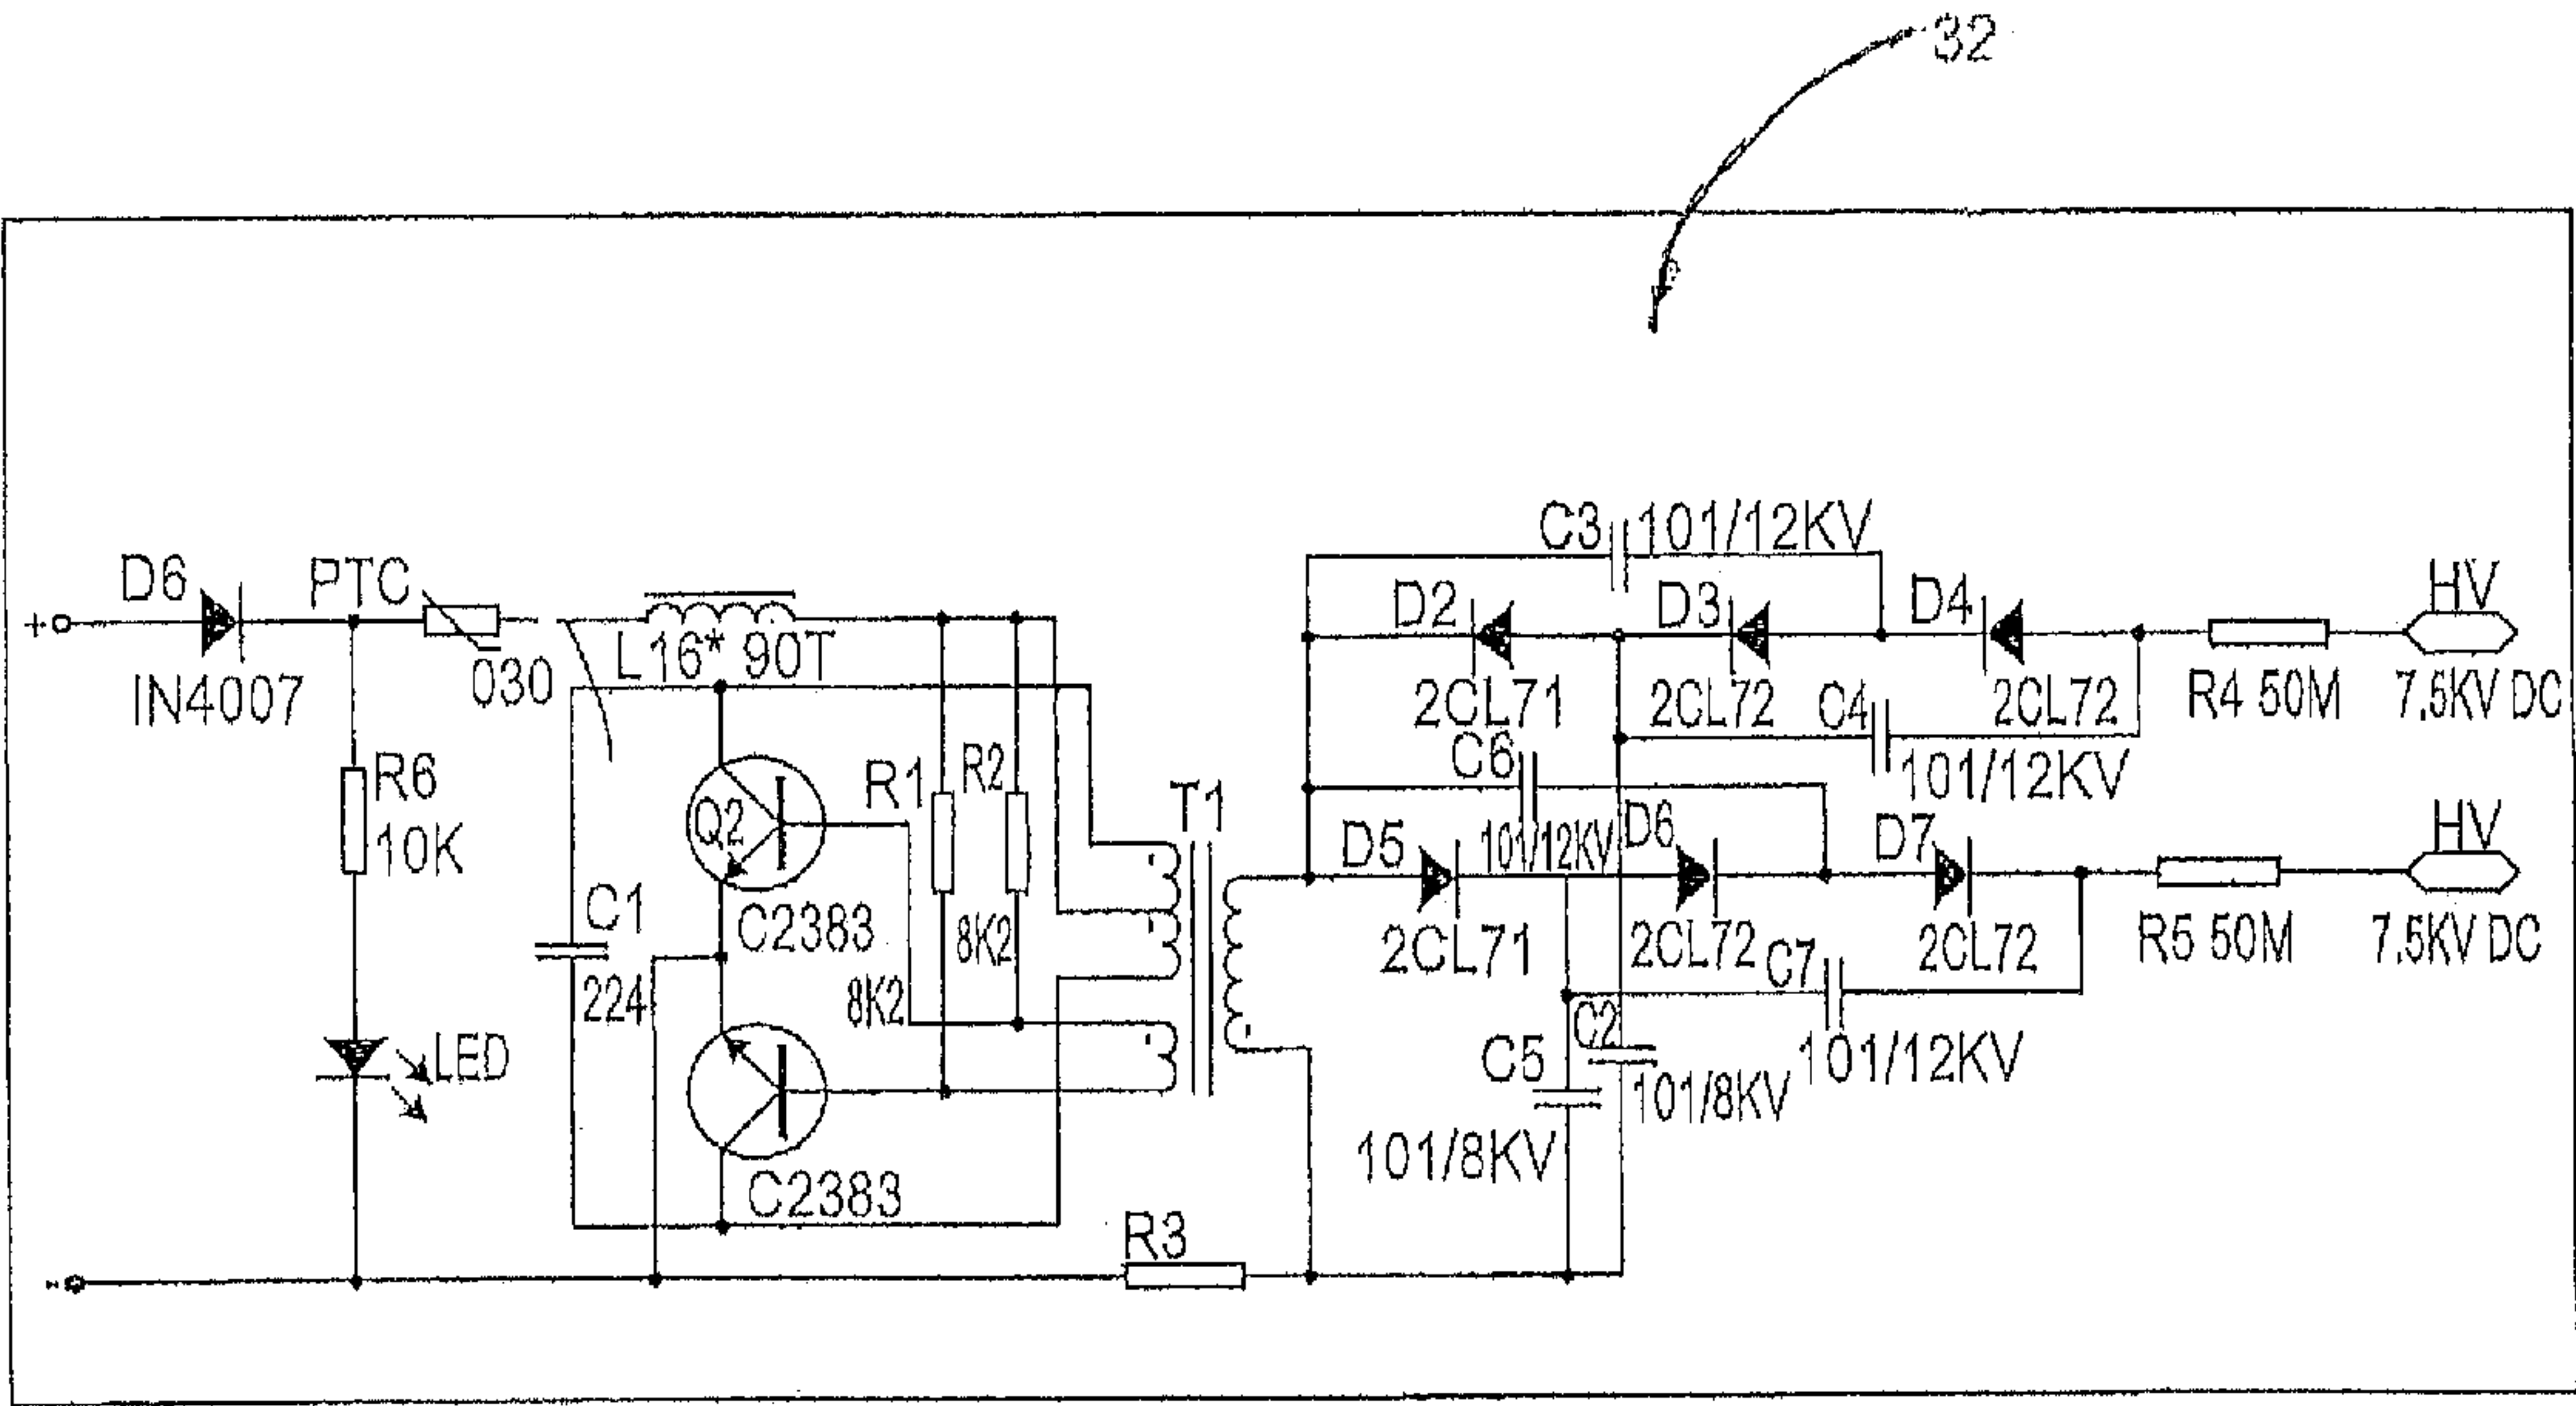 32
C3 101/12KV
D6 PTC
D2 D3 D4 HV
+
L16* 90T
030
IN4007
2CL71 2CL72 C4 2CL72 R4 50M 7.5KV DC
R6
10K
Q2
R1 R2
C6
101/12KV
T1
D5 101/12KV D6 D7 HV
C1
224
C2383
8K2
8K2
2CL71 2CL72 C7 2CL72 R5 50M 7.5KV DC
LED
C5 C2
101/12KV
101/8KV
101/8KV
C2383
R3
-